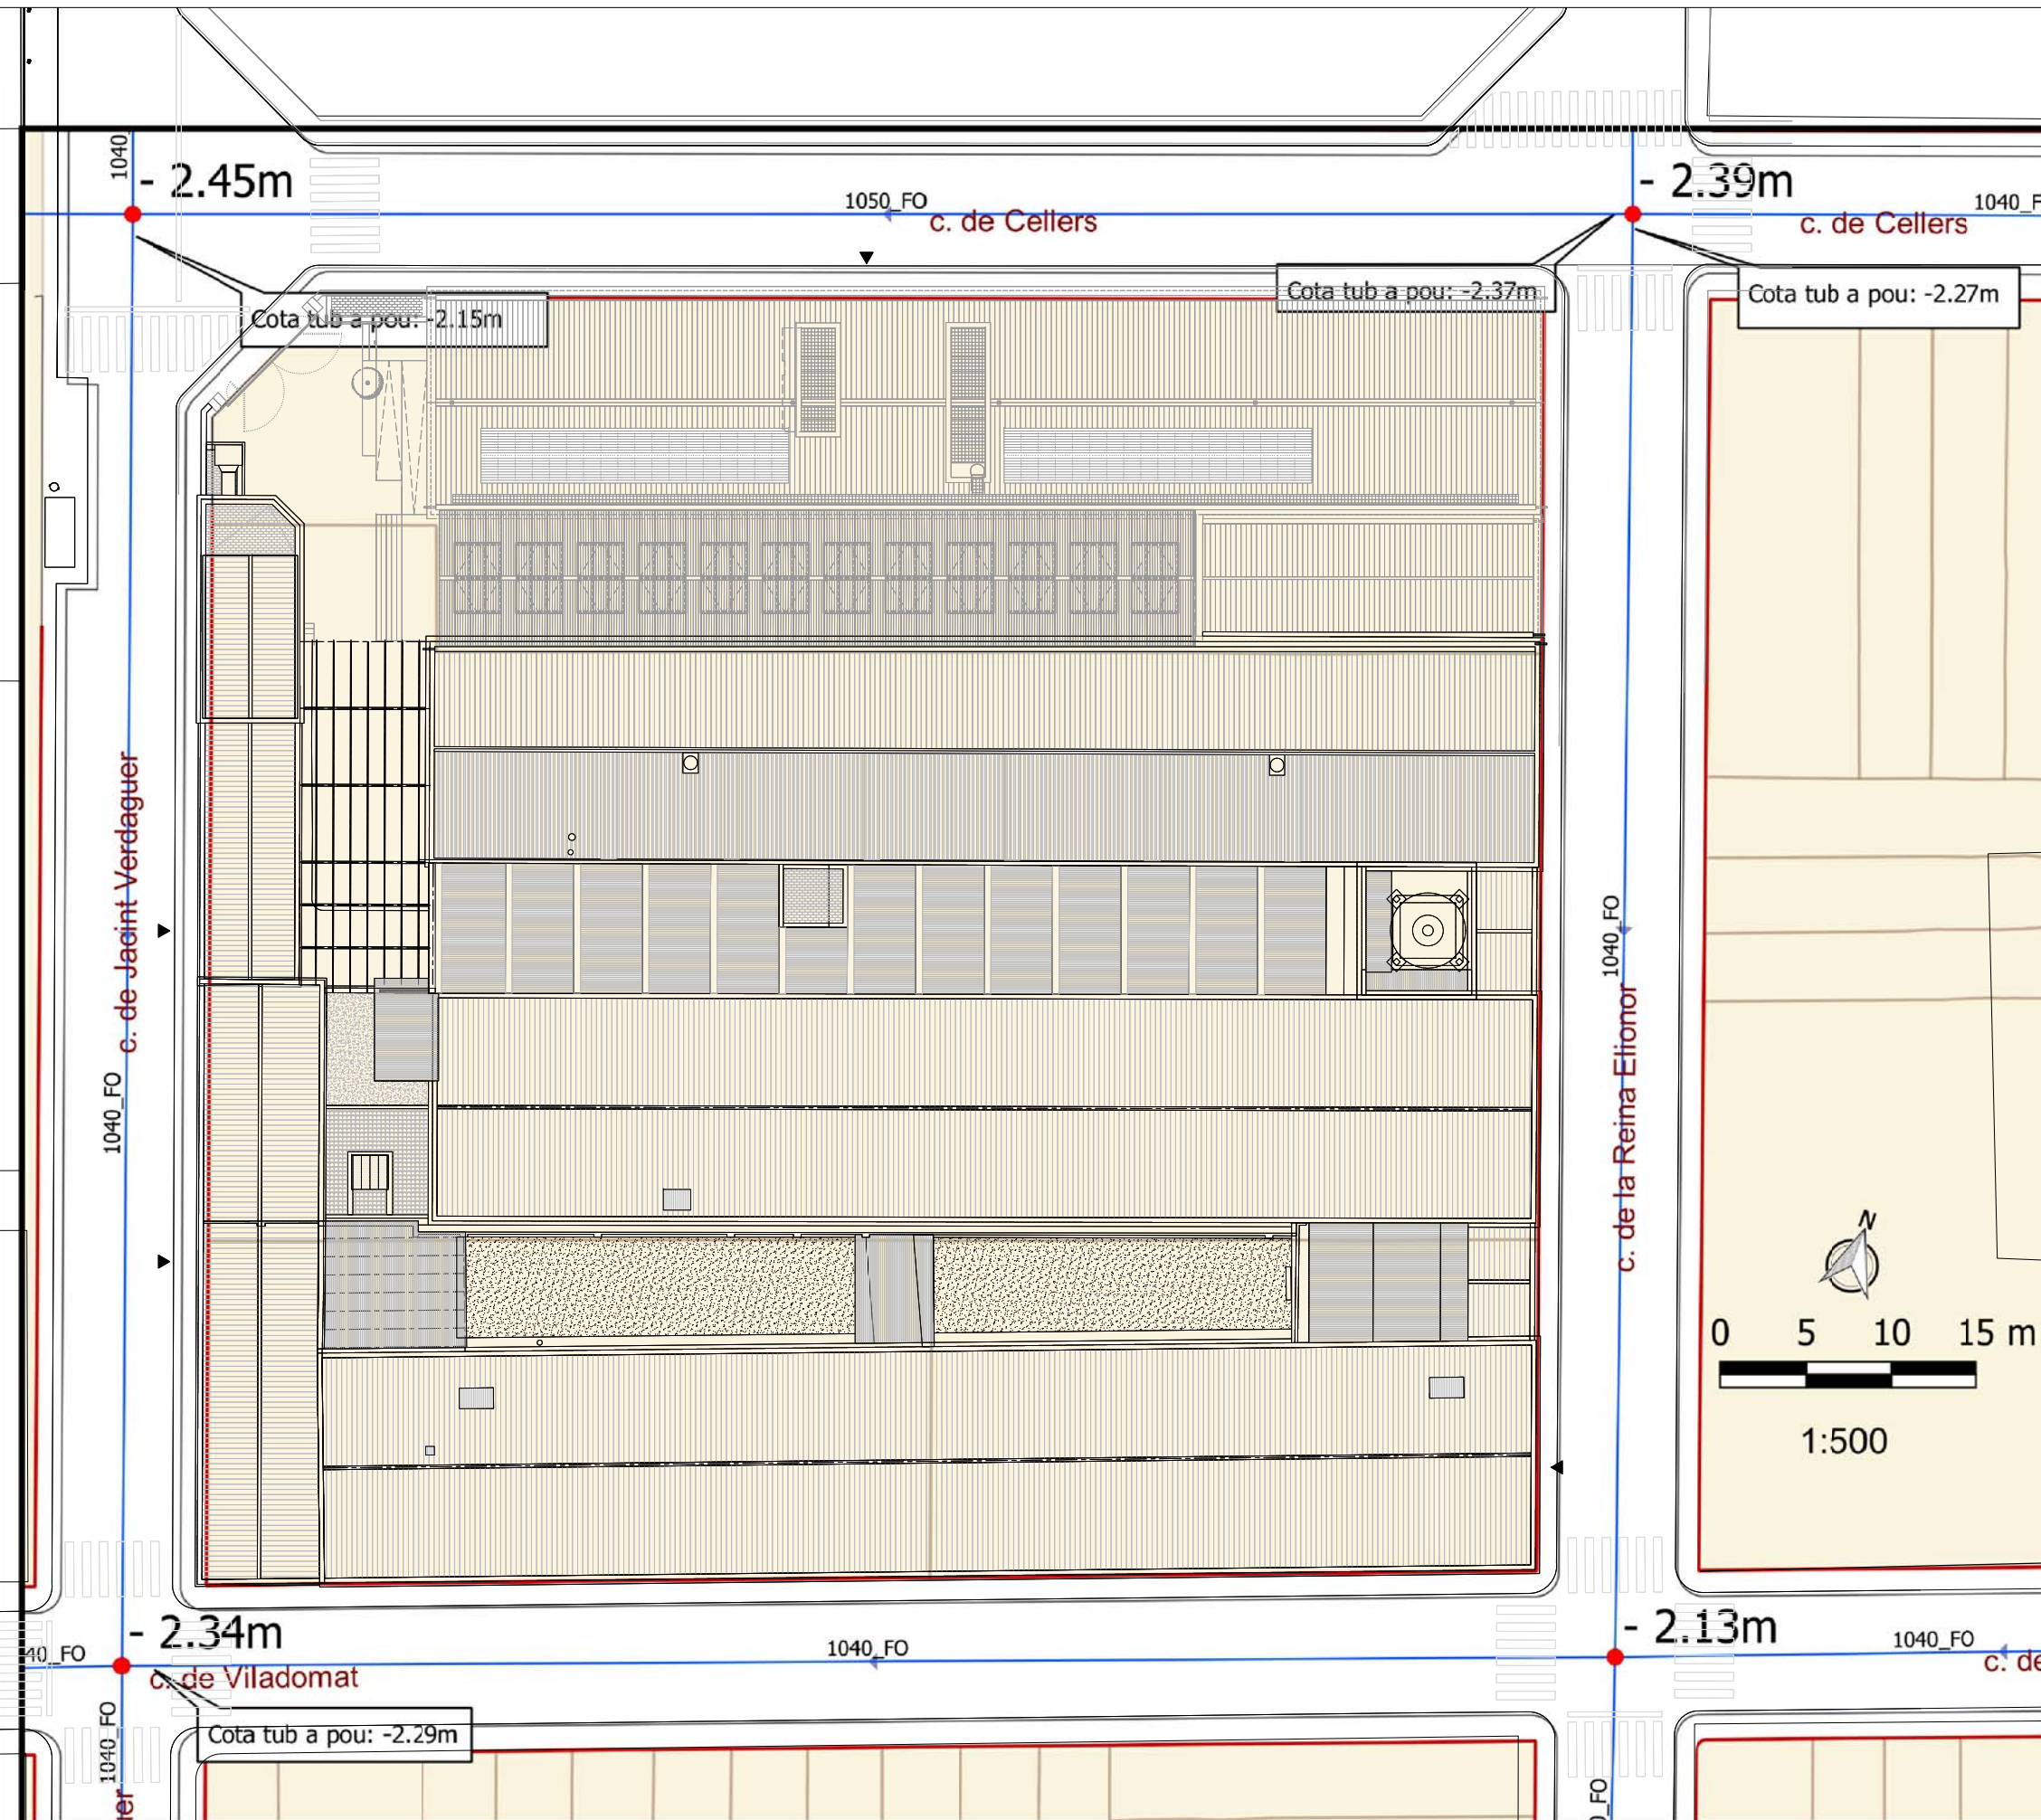 1040_
- 2.45m
- 2.39m
1050_FO
c. de Cellers
1040_F
c. de Cellers
Cota tub a pou: -2.15m
Cota tub a pou: -2.37m
Cota tub a pou: -2.27m
c. de Jacint Verdaguer
1040_FO
1040_FO
c. de la Reina Elionor
N
0 5 10 15 m
1:500
- 2.34m
- 2.13m
40_FO
1040_FO
1040_FO
c. de Viladomat
c. de
1040_FO
Cota tub a pou: -2.29m
0_FO
er